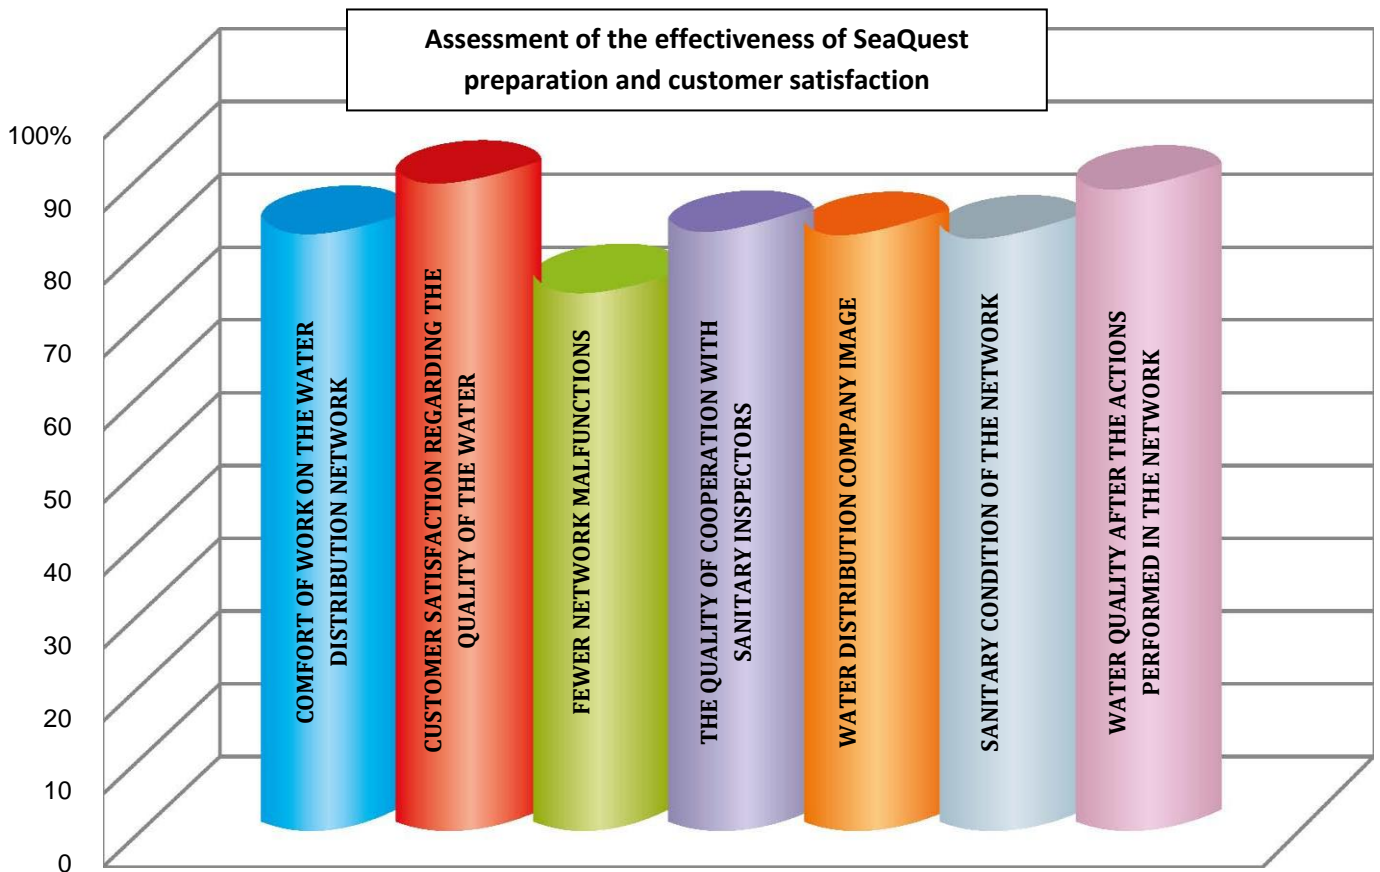 Assessment of the effectiveness of SeaQuest
preparation and customer satisfaction
100%
90
80
70
60
50
40
30
20
10
0
COMFORT OF WORK ON THE WATER
DISTRIBUTION NETWORK
CUSTOMER SATISFACTION REGARDING THE
QUALITY OF THE WATER
FEWER NETWORK MALFUNCTIONS
THE QUALITY OF COOPERATION WITH
SANITARY INSPECTORS
WATER DISTRIBUTION COMPANY IMAGE
SANITARY CONDITION OF THE NETWORK
WATER QUALITY AFTER THE ACTIONS
PERFORMED IN THE NETWORK